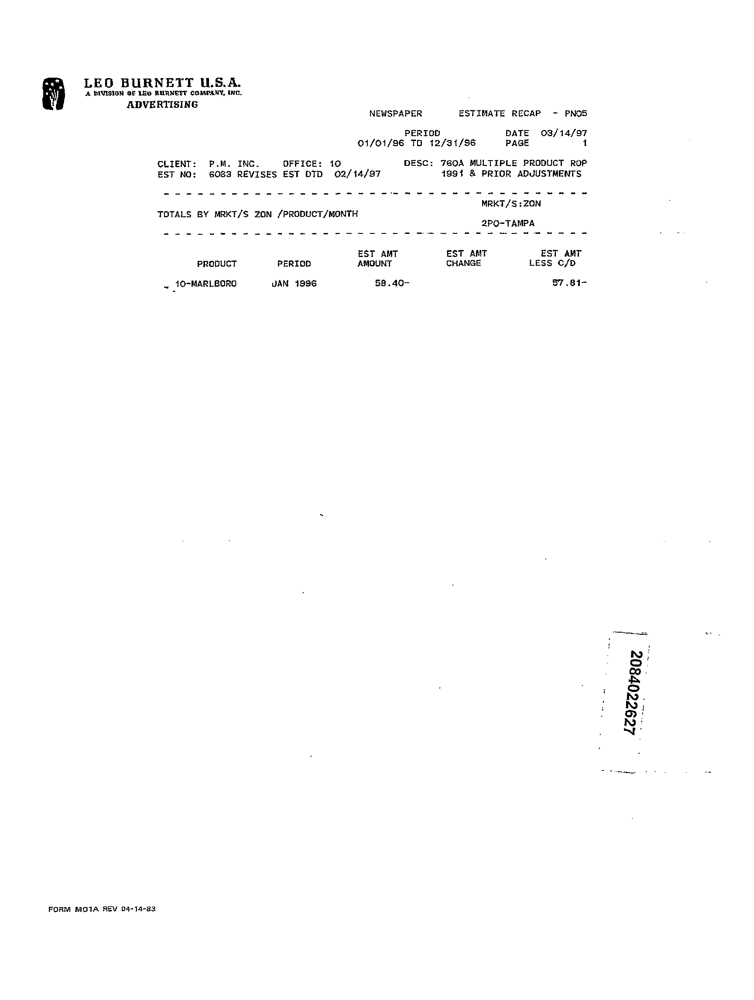 LEO BURNETT U.S.A.
A DIVISION OF LEO BURNETT COMPANY, INC.
ADVERTISING
NEWSPAPER ESTIMATE RECAP - PN05
PERIOD DATE 03/14/97
01/01/96 TO 12/31/96 PAGE 1
CLIENT: P.M. INC. OFFICE: 10 DESC: 760A MULTIPLE PRODUCT ROP
EST NO: 6083 REVISES EST DTD 02/14/97 1991 & PRIOR ADJUSTMENTS
MRKT/S:ZON
TOTALS BY MRKT/S ZON /PRODUCT/MONTH
2PO-TAMPA
EST AMT EST AMT EST AMT
PRODUCT PERIOD AMOUNT CHANGE LESS C/D
10-MARLBORO JAN 1996 58.40- 57.81-
2084022627
FORM MO1A REV 04-14-83